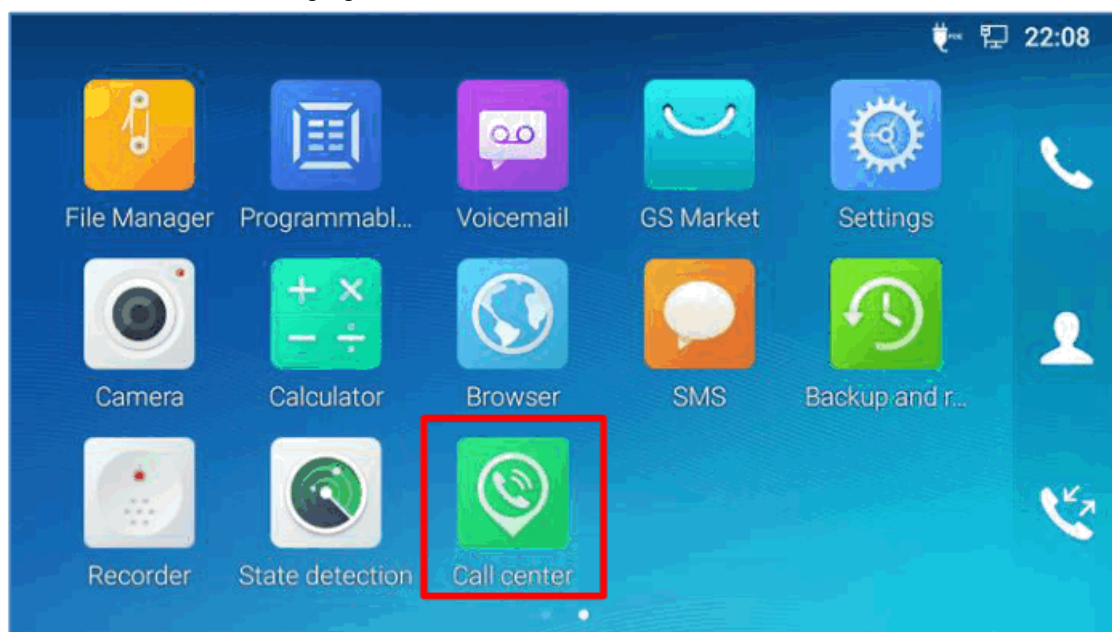 22:08
File Manager Programmabl... Voicemail GS Market Settings
Camera Calculator Browser SMS Backup and r...
Recorder State detection Call center